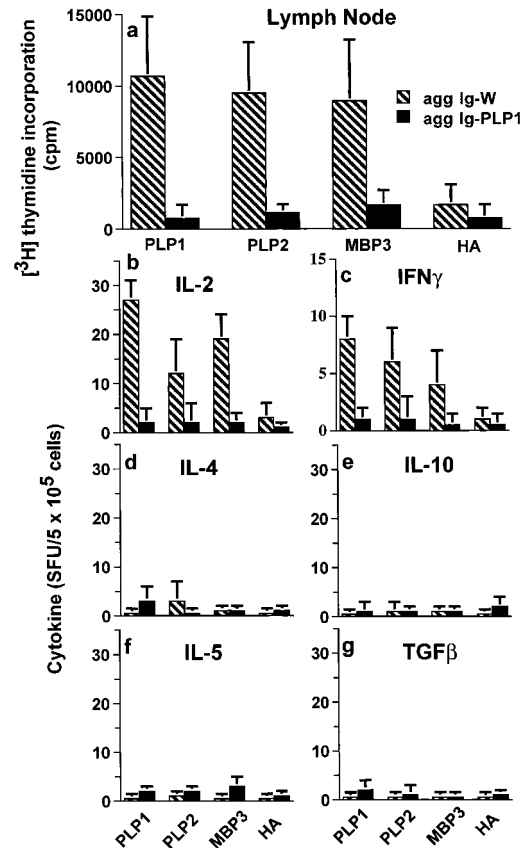 Lymph Node
a
15000
10000
5000
0
[³H] thymidine incorporation
(cpm)
agg Ig-W
agg Ig-PLP1
PLP1 PLP2 MBP3 HA
b IL-2
30
20
10
0
c IFNγ
15
10
5
0
Cytokine (SFU/5 x 10⁵ cells)
d IL-4
30
20
10
0
e IL-10
30
20
10
0
f IL-5
30
20
10
0
g TGFβ
30
20
10
0
PLP1 PLP2 MBP3 HA
PLP1 PLP2 MBP3 HA